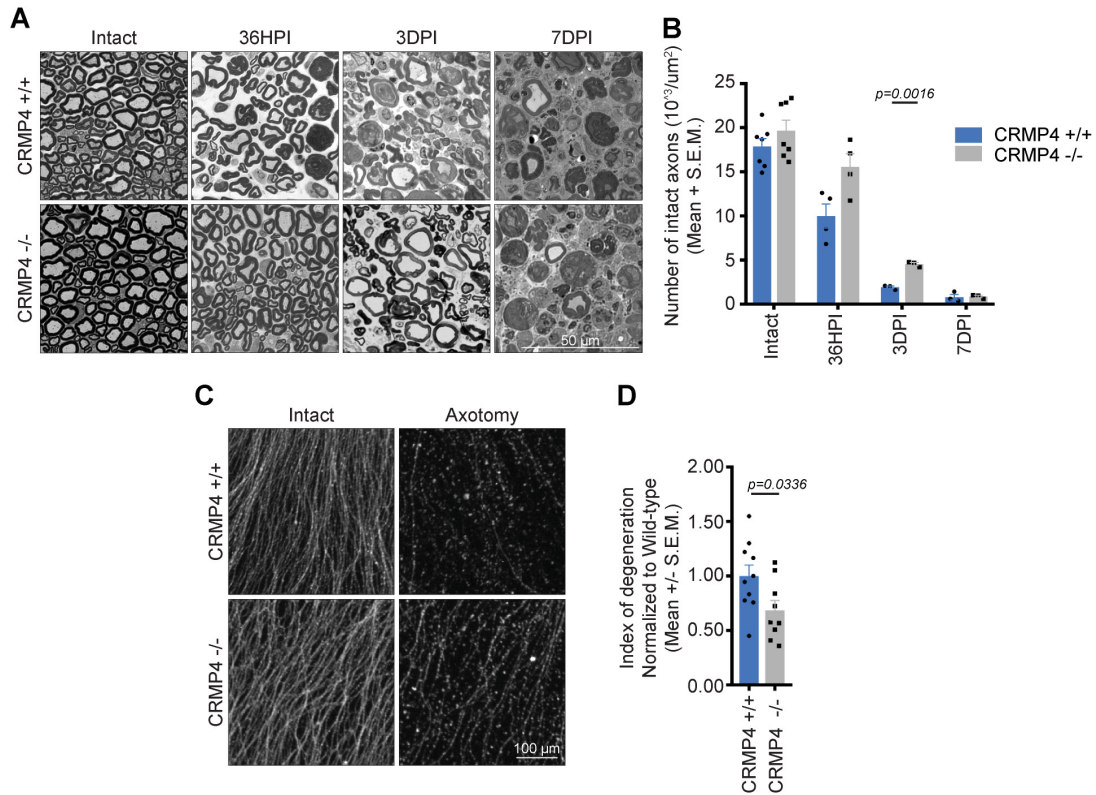 A
Intact
36HPI
3DPI
7DPI
CRMP4 +/+
CRMP4 -/-
50 µm
B
Number of intact axons (10^3/um2)
(Mean + S.E.M.)
25
20
15
10
5
0
p=0.0016
CRMP4 +/+
CRMP4 -/-
Intact
36HPI
3DPI
7DPI
C
Intact
Axotomy
CRMP4 +/+
CRMP4 -/-
100 µm
D
Index of degeneration
Normalized to Wild-type
(Mean +/- S.E.M.)
2.00
1.50
1.00
0.50
0.00
p=0.0336
CRMP4 +/+
CRMP4 -/-